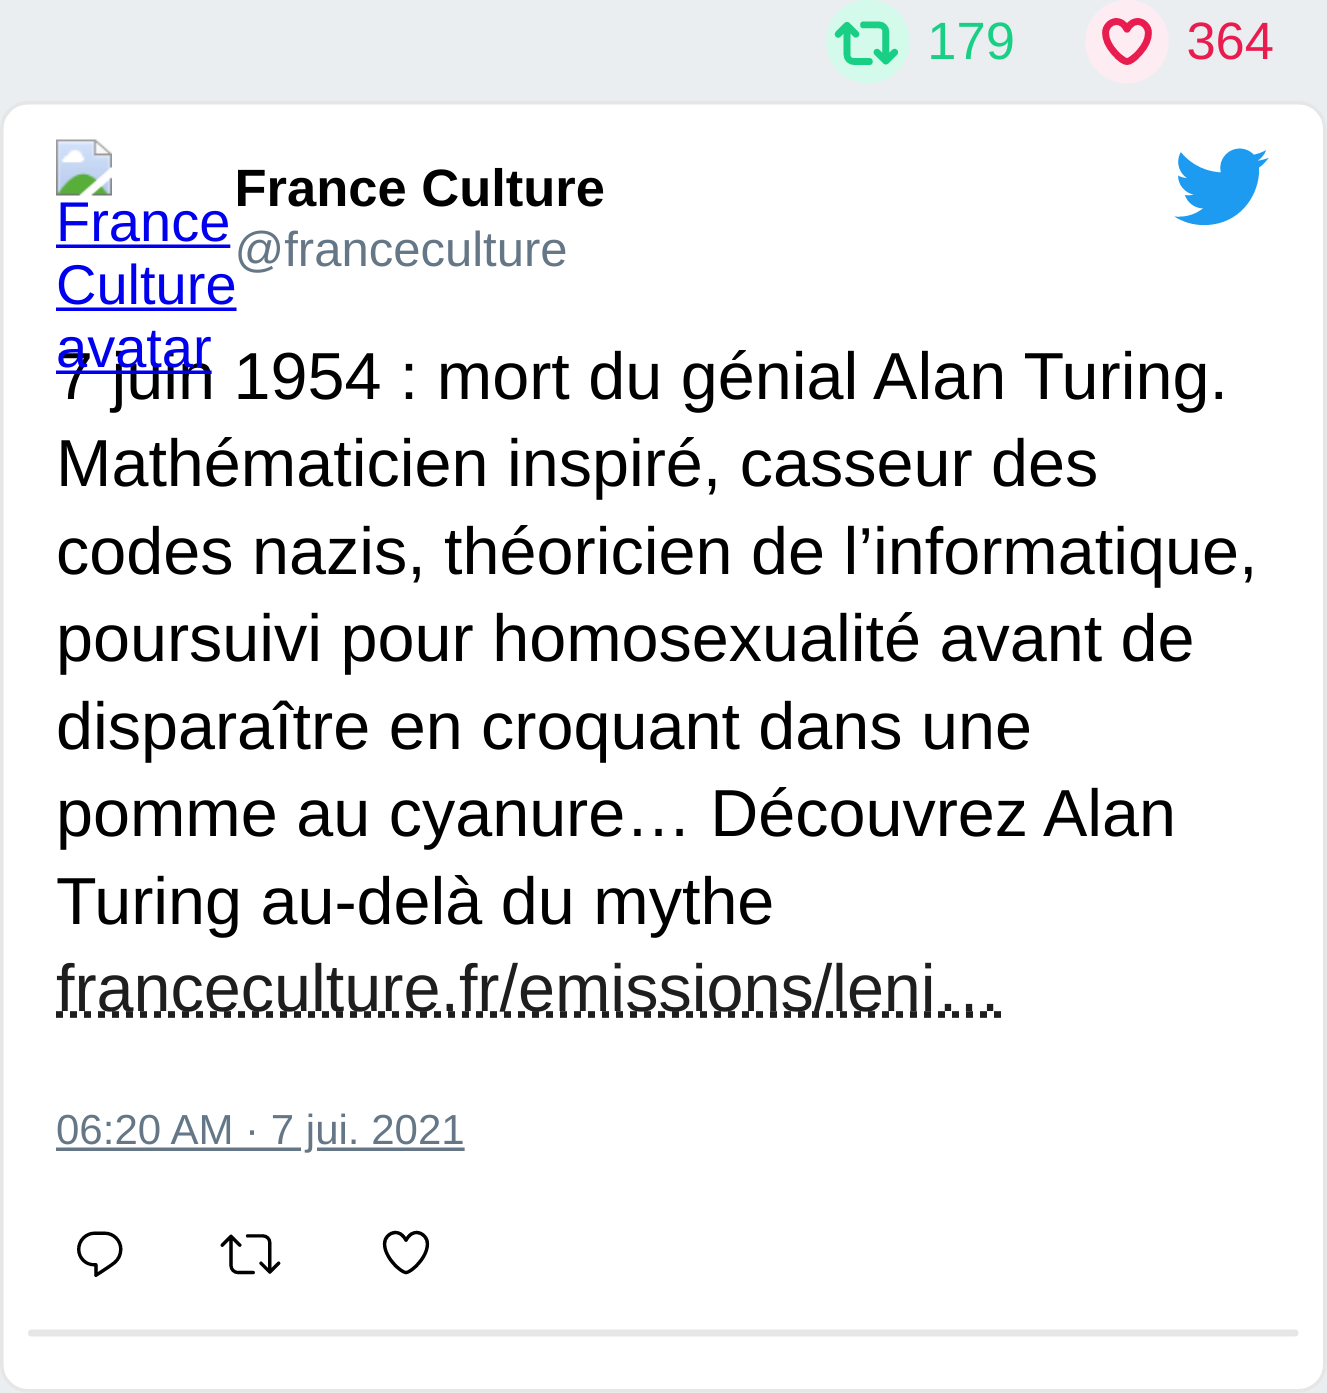 179 364
France Culture avatar
France Culture
@franceculture
7 juin 1954 : mort du génial Alan Turing.
Mathématicien inspiré, casseur des
codes nazis, théoricien de l’informatique,
poursuivi pour homosexualité avant de
disparaître en croquant dans une
pomme au cyanure… Découvrez Alan
Turing au-delà du mythe
franceculture.fr/emissions/leni…
06:20 AM · 7 jui. 2021